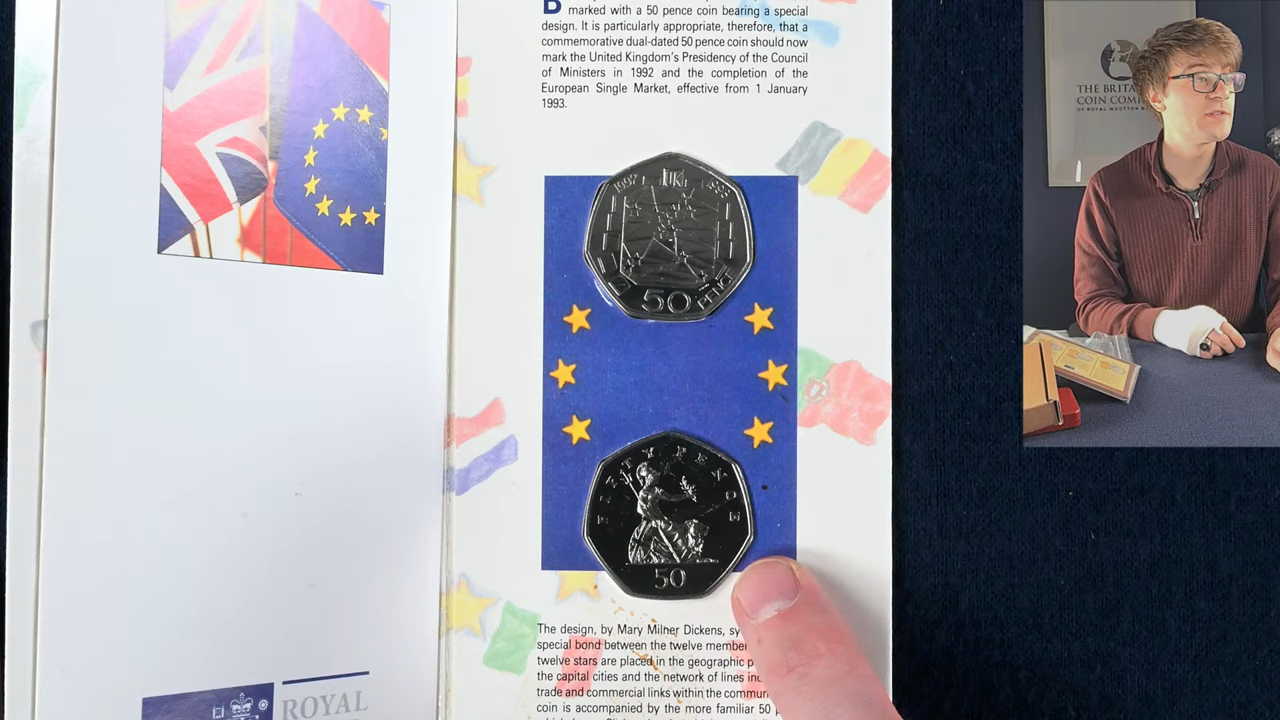 B
marked with a 50 pence coin bearing a special
design. It is particularly appropriate, therefore, that a
commemorative dual-dated 50 pence coin should now
mark the United Kingdom's Presidency of the Council
of Ministers in 1992 and the completion of the
European Single Market, effective from 1 January
1993.
UK
50 PENCE
FIFTY PENCE
50
The design, by Mary Milner Dickens, sy
special bond between the twelve member
twelve stars are placed in the geographic p
the capital cities and the network of lines
trade and commercial links within the
coin is accompanied by the more familiar 50
ROYAL
THE BRITA
COIN COM
OF ROYAL WOOTTON